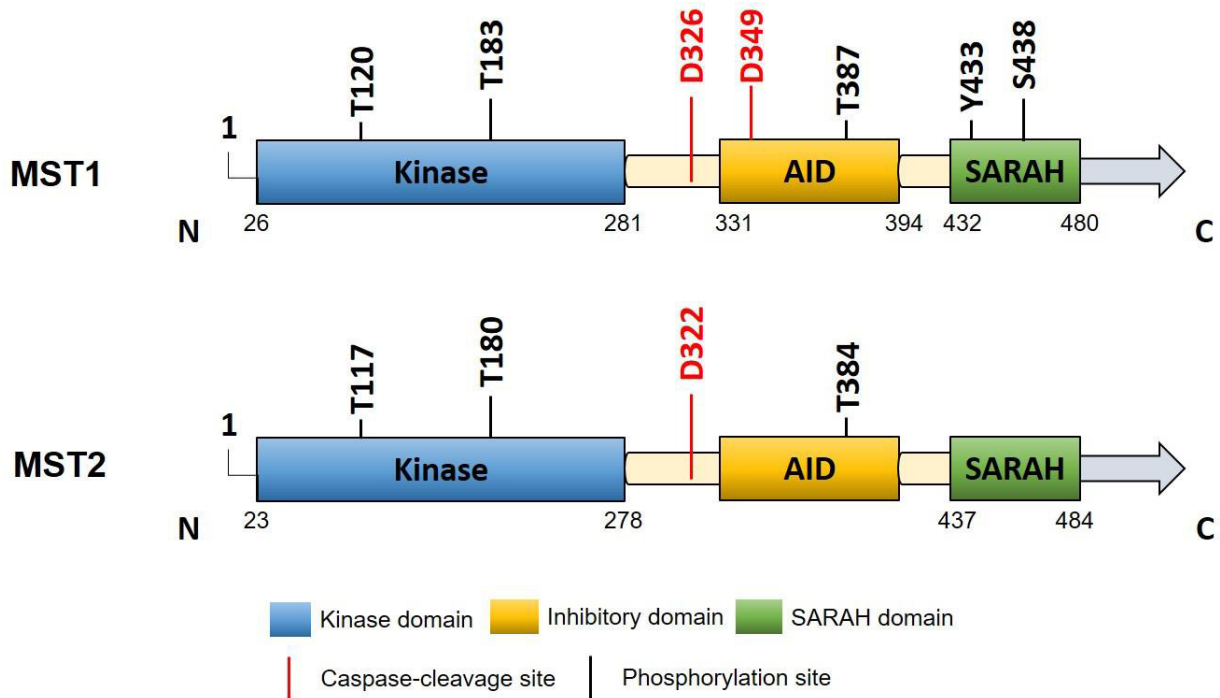 T120 T183 D326 D349 T387 Y433 S438
1
MST1
Kinase AID SARAH
N 26 281 331 394 432 480 C
T117 T180 D322 T384
1
MST2
Kinase AID SARAH
N 23 278 437 484 C
Kinase domain Inhibitory domain SARAH domain
Caspase-cleavage site Phosphorylation site